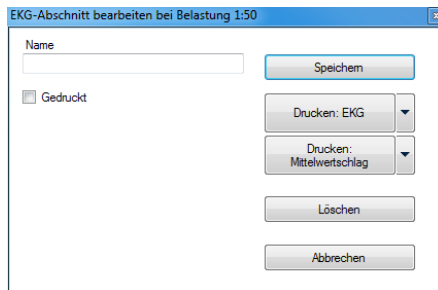 EKG-Abschnitt bearbeiten bei Belastung 1:50
Name
Speichern
Gedruckt
Drucken: EKG
Drucken:
Mittelwertschlag
Löschen
Abbrechen